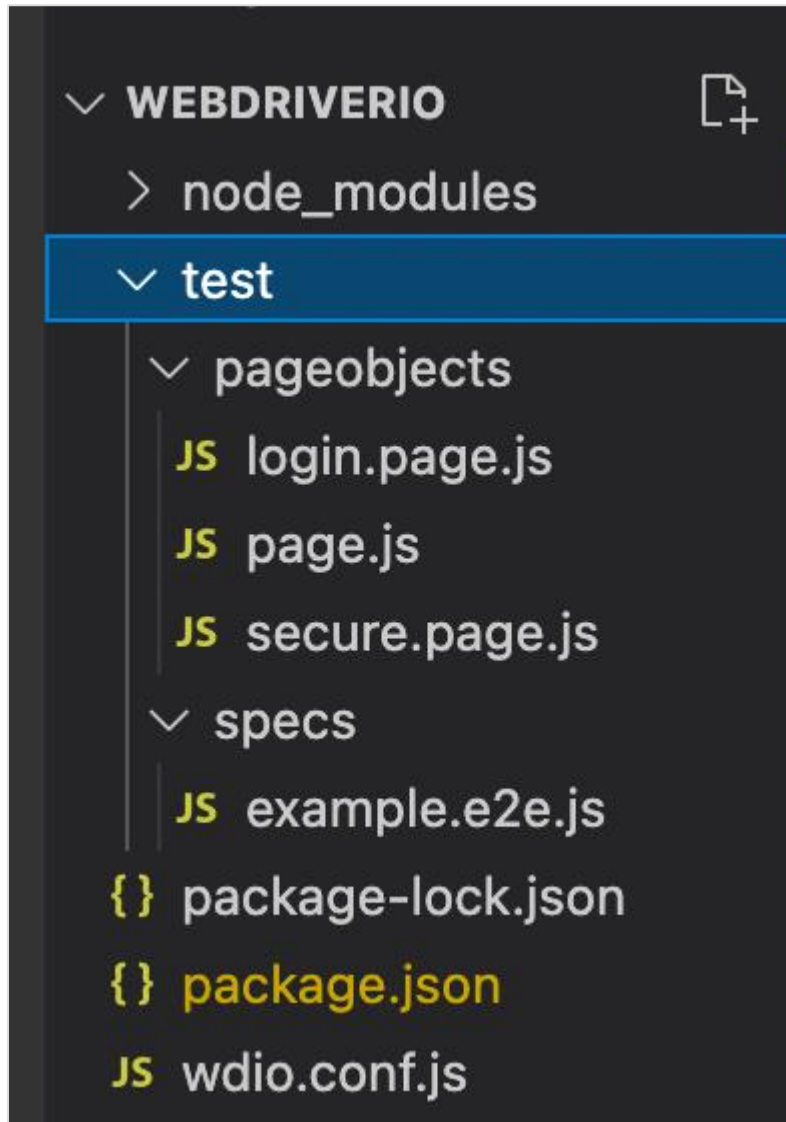 WEBDRIVERIO
node_modules
test
pageobjects
JS login.page.js
JS page.js
JS secure.page.js
specs
JS example.e2e.js
{} package-lock.json
{} package.json
JS wdio.conf.js